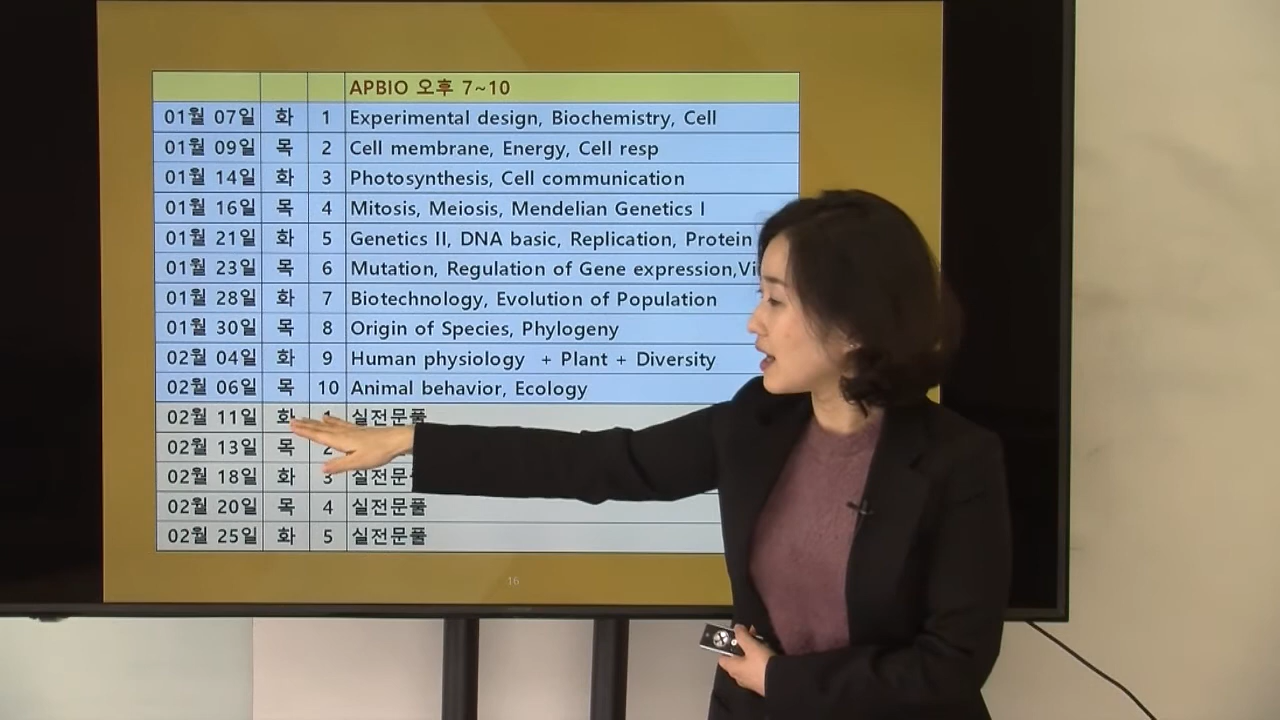 APBIO 오후 7~10
01월 07일 화 1 Experimental design, Biochemistry, Cell
01월 09일 목 2 Cell membrane, Energy, Cell resp
01월 14일 화 3 Photosynthesis, Cell communication
01월 16일 목 4 Mitosis, Meiosis, Mendelian Genetics I
01월 21일 화 5 Genetics II, DNA basic, Replication, Protein
01월 23일 목 6 Mutation, Regulation of Gene expression,
01월 28일 화 7 Biotechnology, Evolution of Population
01월 30일 목 8 Origin of Species, Phylogeny
02월 04일 화 9 Human physiology + Plant + Diversity
02월 06일 목 10 Animal behavior, Ecology
02월 11일 화 1 실전문풀
02월 13일 목 2
02월 18일 화 3 실전문
02월 20일 목 4 실전문풀
02월 25일 화 5 실전문풀
16